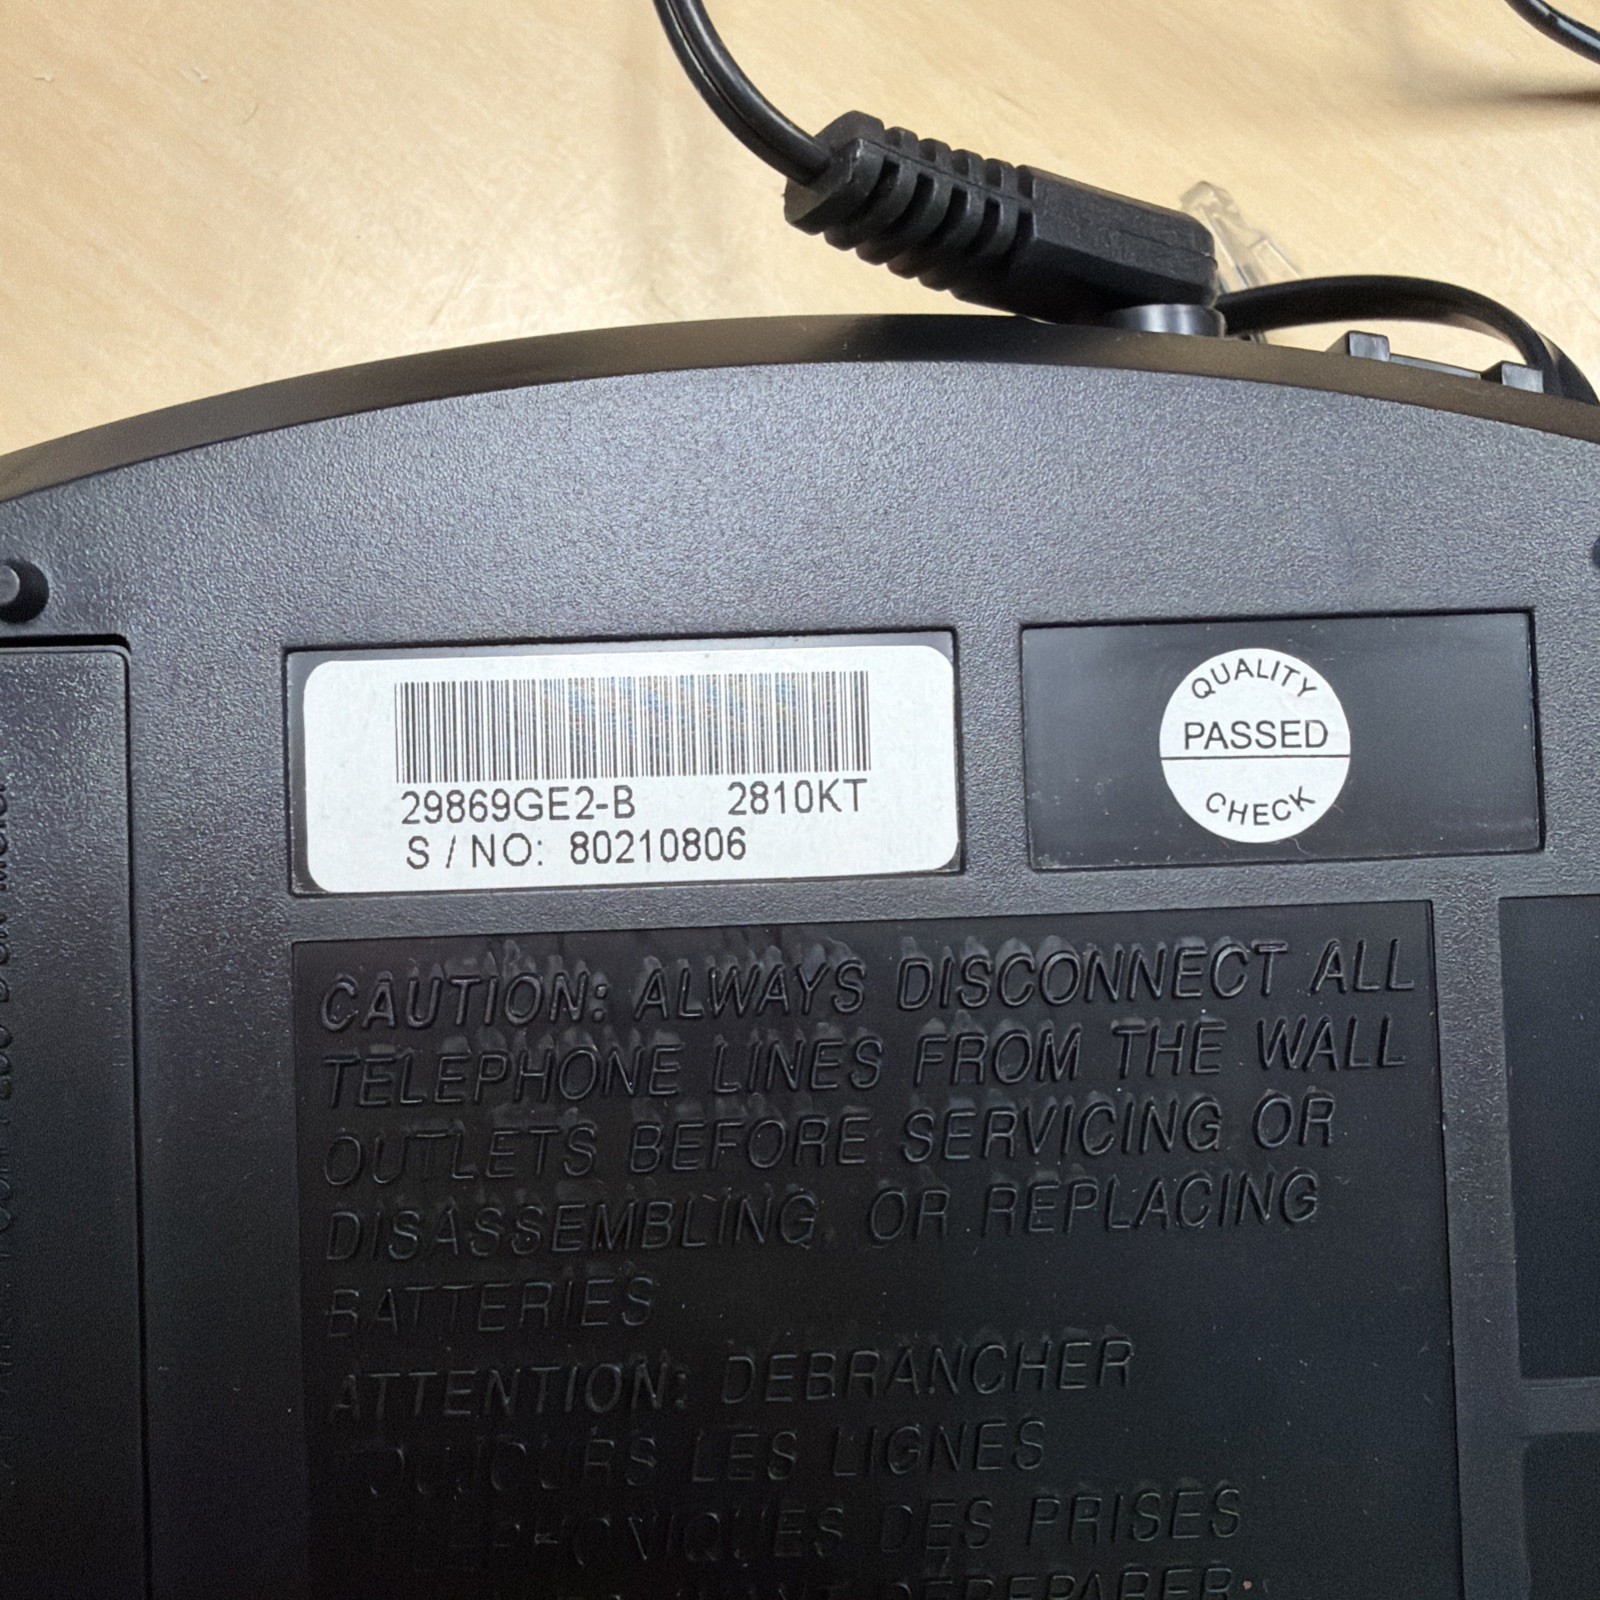 29869GE2-B 2810KT
S / NO: 80210806
QUALITY
PASSED
CHECK
CAUTION: ALWAYS DISCONNECT ALL
TELEPHONE LINES FROM THE WALL
OUTLETS BEFORE SERVICING OR
DISASSEMBLING, OR REPLACING
BATTERIES
ATTENTION: DEBRANCHER
TOUJOURS LES LIGNES
DES PRISES